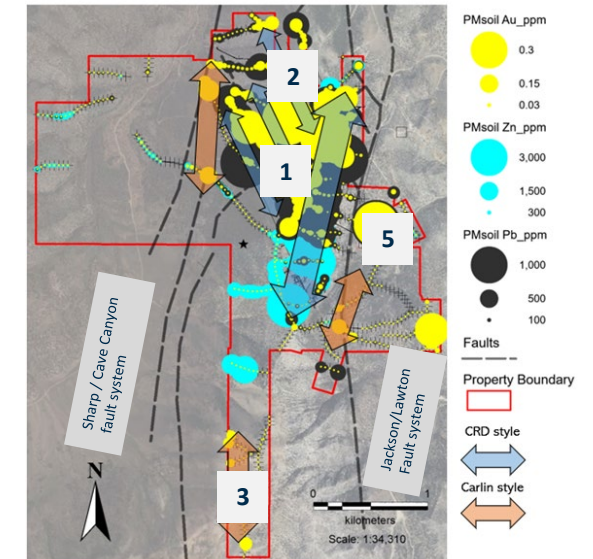 2
1
5
3
Sharp / Cave Canyon
fault system
Jackson/Lawton
Fault system
N
0
1
kilometers
Scale: 1:34,310
PMsoil Au_ppm
0.3
0.15
0.03
PMsoil Zn_ppm
3,000
1,500
300
PMsoil Pb_ppm
1,000
500
100
Faults
Property Boundary
CRD style
Carlin style